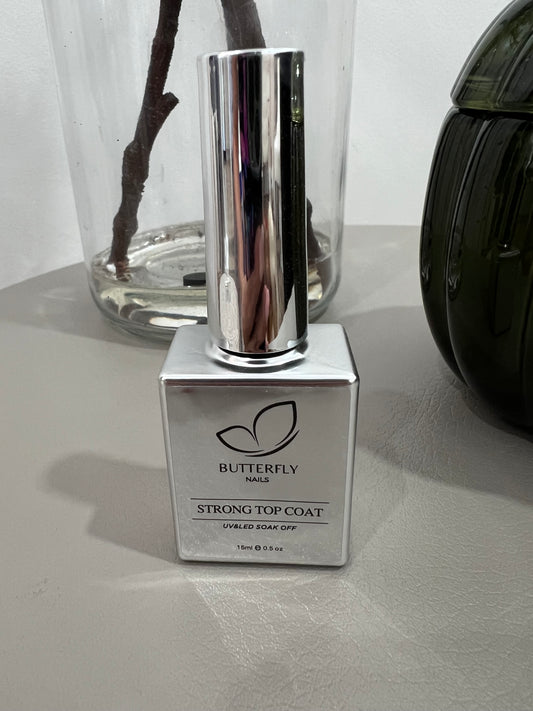 BUTTERFLY
NAILS
STRONG TOP COAT
UV&LED SOAK OFF
15ml ℮ 0.5 oz